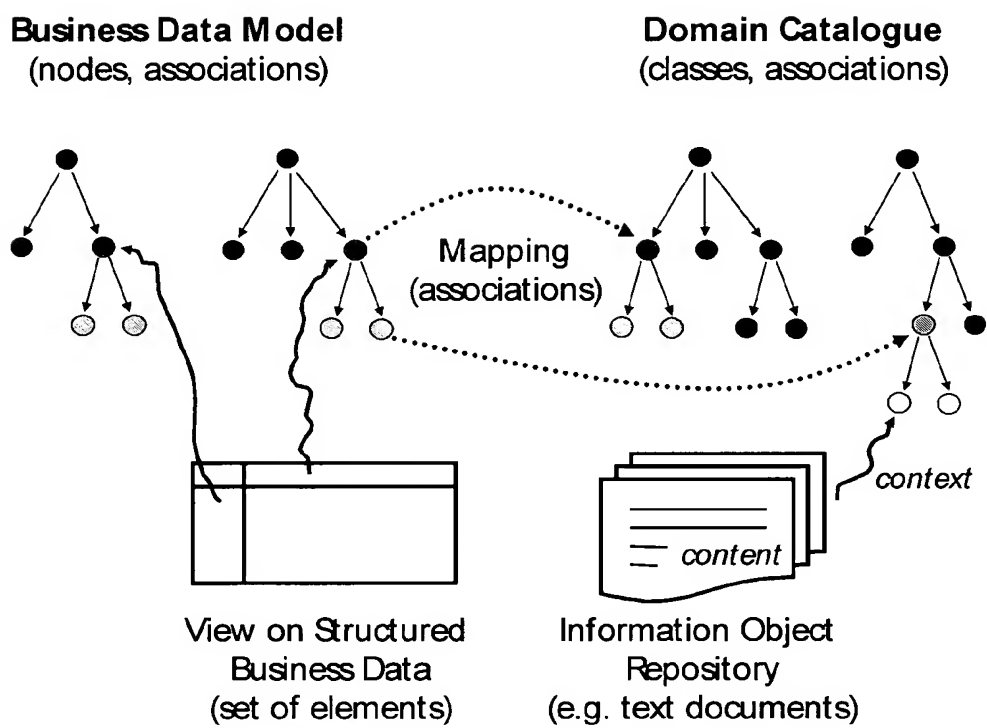 Business Data Model
(nodes, associations)
Domain Catalogue
(classes, associations)
Mapping
(associations)
context
content
View on Structured
Business Data
(set of elements)
Information Object
Repository
(e.g. text documents)